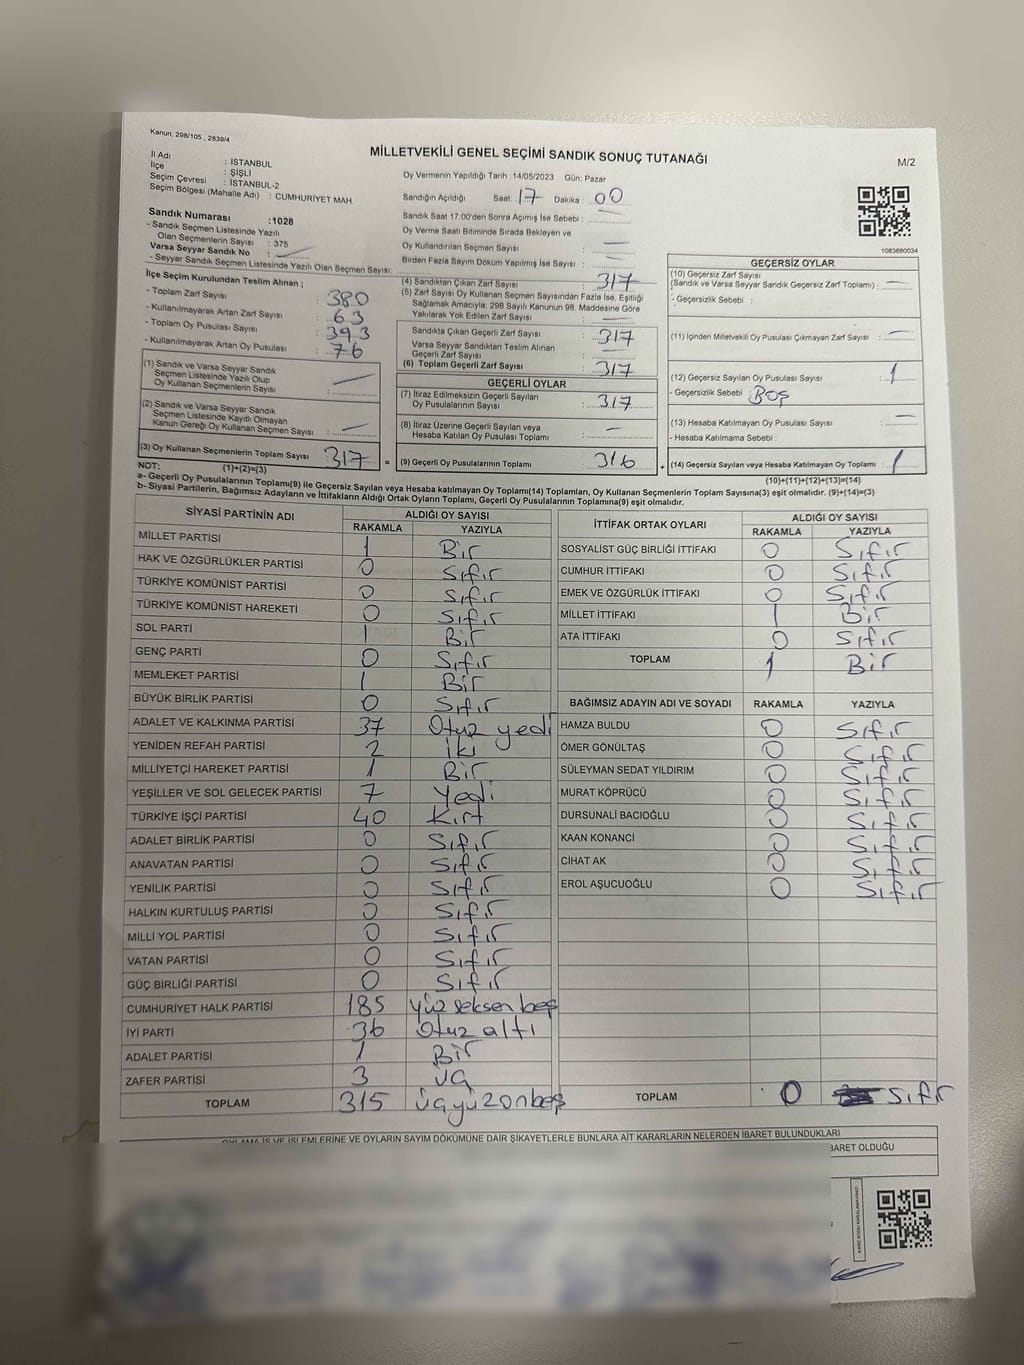 Kanun; 298/105 , 2839/4
MİLLETVEKİLİ GENEL SEÇİMİ SANDIK SONUÇ TUTANAĞI
M/2
İl Adı : İSTANBUL
İlçe : ŞİŞLİ
Seçim Çevresi : İSTANBUL-2
Seçim Bölgesi (Mahalle Adı) : CUMHURİYET MAH.
Oy Vermenin Yapıldığı Tarih :14/05/2023 Gün: Pazar
Sandığın Açıldığı Saat: 17 Dakika : 00
Sandık Saat 17:00'den Sonra Açılmış İse Sebebi : —
Oy Verme Saati Bitiminde Sırada Bekleyen ve
Oy Kullandırılan Seçmen Sayısı : —
Birden Fazla Sayım Döküm Yapılmış İse Sayısı : —
1083680034
Sandık Numarası :1028
- Sandık Seçmen Listesinde Yazılı
Olan Seçmenlerin Sayısı : 375
Varsa Seyyar Sandık No : —
- Seyyar Sandık Seçmen Listesinde Yazılı Olan Seçmen Sayısı:
İlçe Seçim Kurulundan Teslim Alınan ;
- Toplam Zarf Sayısı : 380
- Kullanılmayarak Artan Zarf Sayısı : 63
- Toplam Oy Pusulası Sayısı : 393
- Kullanılmayarak Artan Oy Pusulası : 76
(1) Sandık ve Varsa Seyyar Sandık
Seçmen Listesinde Yazılı Olup
Oy Kullanan Seçmenlerin Sayısı : —
(2) Sandık ve Varsa Seyyar Sandık
Seçmen Listesinde Kayıtlı Olmayan
Kanun Gereği Oy Kullanan Seçmen Sayısı : —
(3) Oy Kullanan Seçmenlerin Toplam Sayısı : 317 =
(1)+(2)=(3)
(4) Sandıktan Çıkan Zarf Sayısı : 317
(5) Zarf Sayısı Oy Kullanan Seçmen Sayısından Fazla İse, Eşitliği
Sağlamak Amacıyla; 298 Sayılı Kanunun 98. Maddesine Göre
Yakılarak Yok Edilen Zarf Sayısı : —
Sandıkta Çıkan Geçerli Zarf Sayısı : 317
Varsa Seyyar Sandıktan Teslim Alınan
Geçerli Zarf Sayısı : —
(6) Toplam Geçerli Zarf Sayısı : 317
GEÇERLİ OYLAR
(7) İtiraz Edilmeksizin Geçerli Sayılan
Oy Pusulalarının Sayısı : 317
(8) İtiraz Üzerine Geçerli Sayılan veya
Hesaba Katılan Oy Pusulası Toplamı : —
(9) Geçerli Oy Pusulalarının Toplamı : 316 +
GEÇERSİZ OYLAR
(10) Geçersiz Zarf Sayısı
(Sandık ve Varsa Seyyar Sandık Geçersiz Zarf Toplamı) : —
- Geçersizlik Sebebi :
(11) İçinden Milletvekili Oy Pusulası Çıkmayan Zarf Sayısı : —
(12) Geçersiz Sayılan Oy Pusulası Sayısı : 1
- Geçersizlik Sebebi : Boş
(13) Hesaba Katılmayan Oy Pusulası Sayısı : —
- Hesaba Katılmama Sebebi :
(14) Geçersiz Sayılan veya Hesaba Katılmayan Oy Toplamı : 1
(10)+(11)+(12)+(13)=(14)
NOT:
a- Geçerli Oy Pusulalarının Toplamı(9) ile Geçersiz Sayılan veya Hesaba katılmayan Oy Toplamı(14) Toplamları, Oy Kullanan Seçmenlerin Toplam Sayısına(3) eşit olmalıdır. (9)+(14)=(3)
b- Siyasi Partilerin, Bağımsız Adayların ve İttifakların Aldığı Ortak Oyların Toplamı, Geçerli Oy Pusulalarının Toplamına(9) eşit olmalıdır.
SİYASİ PARTİNİN ADI ALDIĞI OY SAYISI
RAKAMLA YAZIYLA
MİLLET PARTİSİ 1 Bir
HAK VE ÖZGÜRLÜKLER PARTİSİ 0 Sıfır
TÜRKİYE KOMÜNİST PARTİSİ 0 Sıfır
TÜRKİYE KOMÜNİST HAREKETİ 0 Sıfır
SOL PARTİ 1 Bir
GENÇ PARTİ 0 Sıfır
MEMLEKET PARTİSİ 1 Bir
BÜYÜK BİRLİK PARTİSİ 0 Sıfır
ADALET VE KALKINMA PARTİSİ 37 Otuz yedi
YENİDEN REFAH PARTİSİ 2 İki
MİLLİYETÇİ HAREKET PARTİSİ 1 Bir
YEŞİLLER VE SOL GELECEK PARTİSİ 7 Yedi
TÜRKİYE İŞÇİ PARTİSİ 40 Kırk
ADALET BİRLİK PARTİSİ 0 Sıfır
ANAVATAN PARTİSİ 0 Sıfır
YENİLİK PARTİSİ 0 Sıfır
HALKIN KURTULUŞ PARTİSİ 0 Sıfır
MİLLİ YOL PARTİSİ 0 Sıfır
VATAN PARTİSİ 0 Sıfır
GÜÇ BİRLİĞİ PARTİSİ 0 Sıfır
CUMHURİYET HALK PARTİSİ 185 yüz seksen beş
İYİ PARTİ 36 Otuz altı
ADALET PARTİSİ 1 Bir
ZAFER PARTİSİ 3 üç
TOPLAM 315 üçyüzonbeş
İTTİFAK ORTAK OYLARI ALDIĞI OY SAYISI
RAKAMLA YAZIYLA
SOSYALİST GÜÇ BİRLİĞİ İTTİFAKI 0 Sıfır
CUMHUR İTTİFAKI 0 Sıfır
EMEK VE ÖZGÜRLÜK İTTİFAKI 0 Sıfır
MİLLET İTTİFAKI 1 Bir
ATA İTTİFAKI 0 Sıfır
TOPLAM 1 Bir
BAĞIMSIZ ADAYIN ADI VE SOYADI RAKAMLA YAZIYLA
HAMZA BULDU 0 Sıfır
ÖMER GÖNÜLTAŞ 0 Sıfır
SÜLEYMAN SEDAT YILDIRIM 0 Sıfır
MURAT KÖPRÜCÜ 0 Sıfır
DURSUNALİ BACIOĞLU 0 Sıfır
KAAN KONANCİ 0 Sıfır
CİHAT AK 0 Sıfır
EROL AŞUCUOĞLU 0 Sıfır
TOPLAM 0 Sıfır
OYLAMA İŞ VE İŞLEMLERİNE VE OYLARIN SAYIM DÖKÜMÜNE DAİR ŞİKAYETLERLE BUNLARA AİT KARARLARIN NELERDEN İBARET BULUNDUKLARI
İBARET OLDUĞU